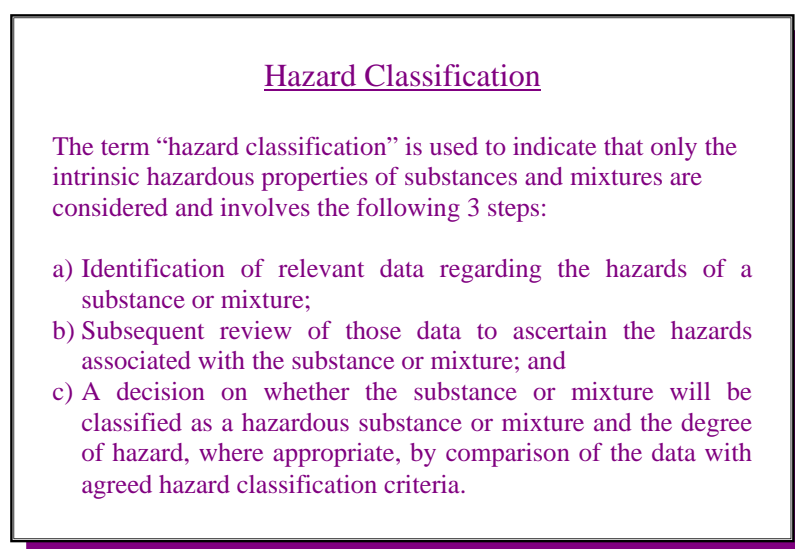 Hazard Classification
The term “hazard classification” is used to indicate that only the
intrinsic hazardous properties of substances and mixtures are
considered and involves the following 3 steps:
a) Identification of relevant data regarding the hazards of a
substance or mixture;
b) Subsequent review of those data to ascertain the hazards
associated with the substance or mixture; and
c) A decision on whether the substance or mixture will be
classified as a hazardous substance or mixture and the degree
of hazard, where appropriate, by comparison of the data with
agreed hazard classification criteria.